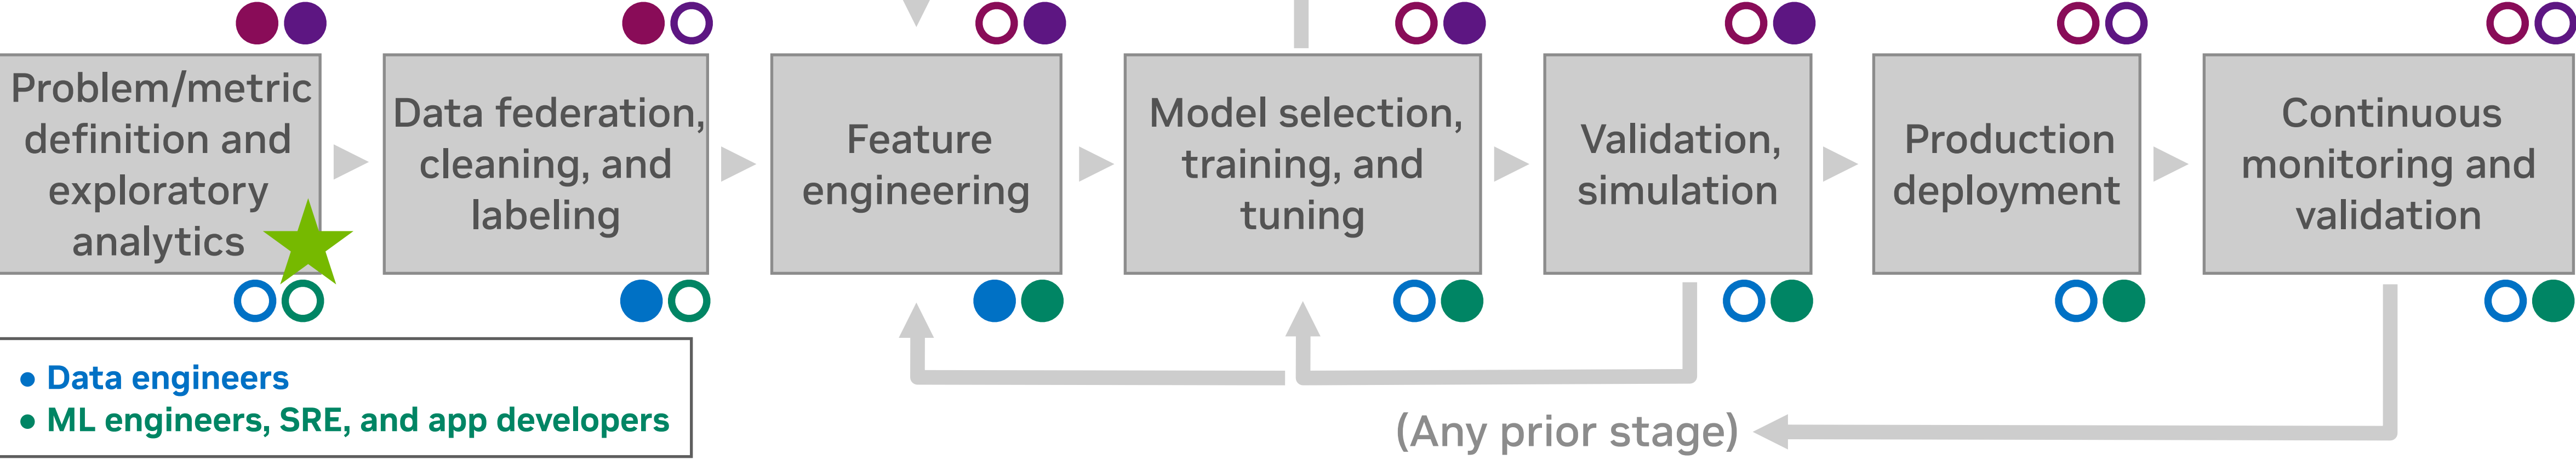 Problem/metric
definition and
exploratory
analytics
Data federation,
cleaning, and
labeling
Feature
engineering
Model selection,
training, and
tuning
Validation,
simulation
Production
deployment
Continuous
monitoring and
validation
• Data engineers
• ML engineers, SRE, and app developers
(Any prior stage)